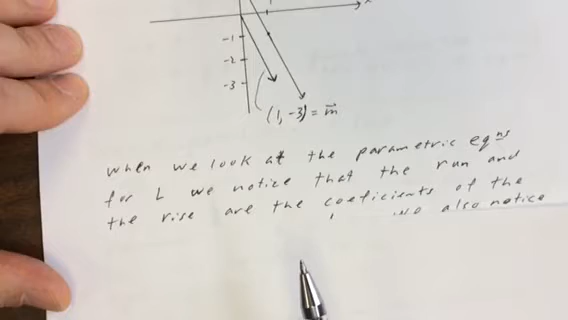 -1
-2
-3
(1, -3) = m⃗
when we look at the parametric eqns
for L we notice that the run and
the rise are the coeficients of the
we also notice